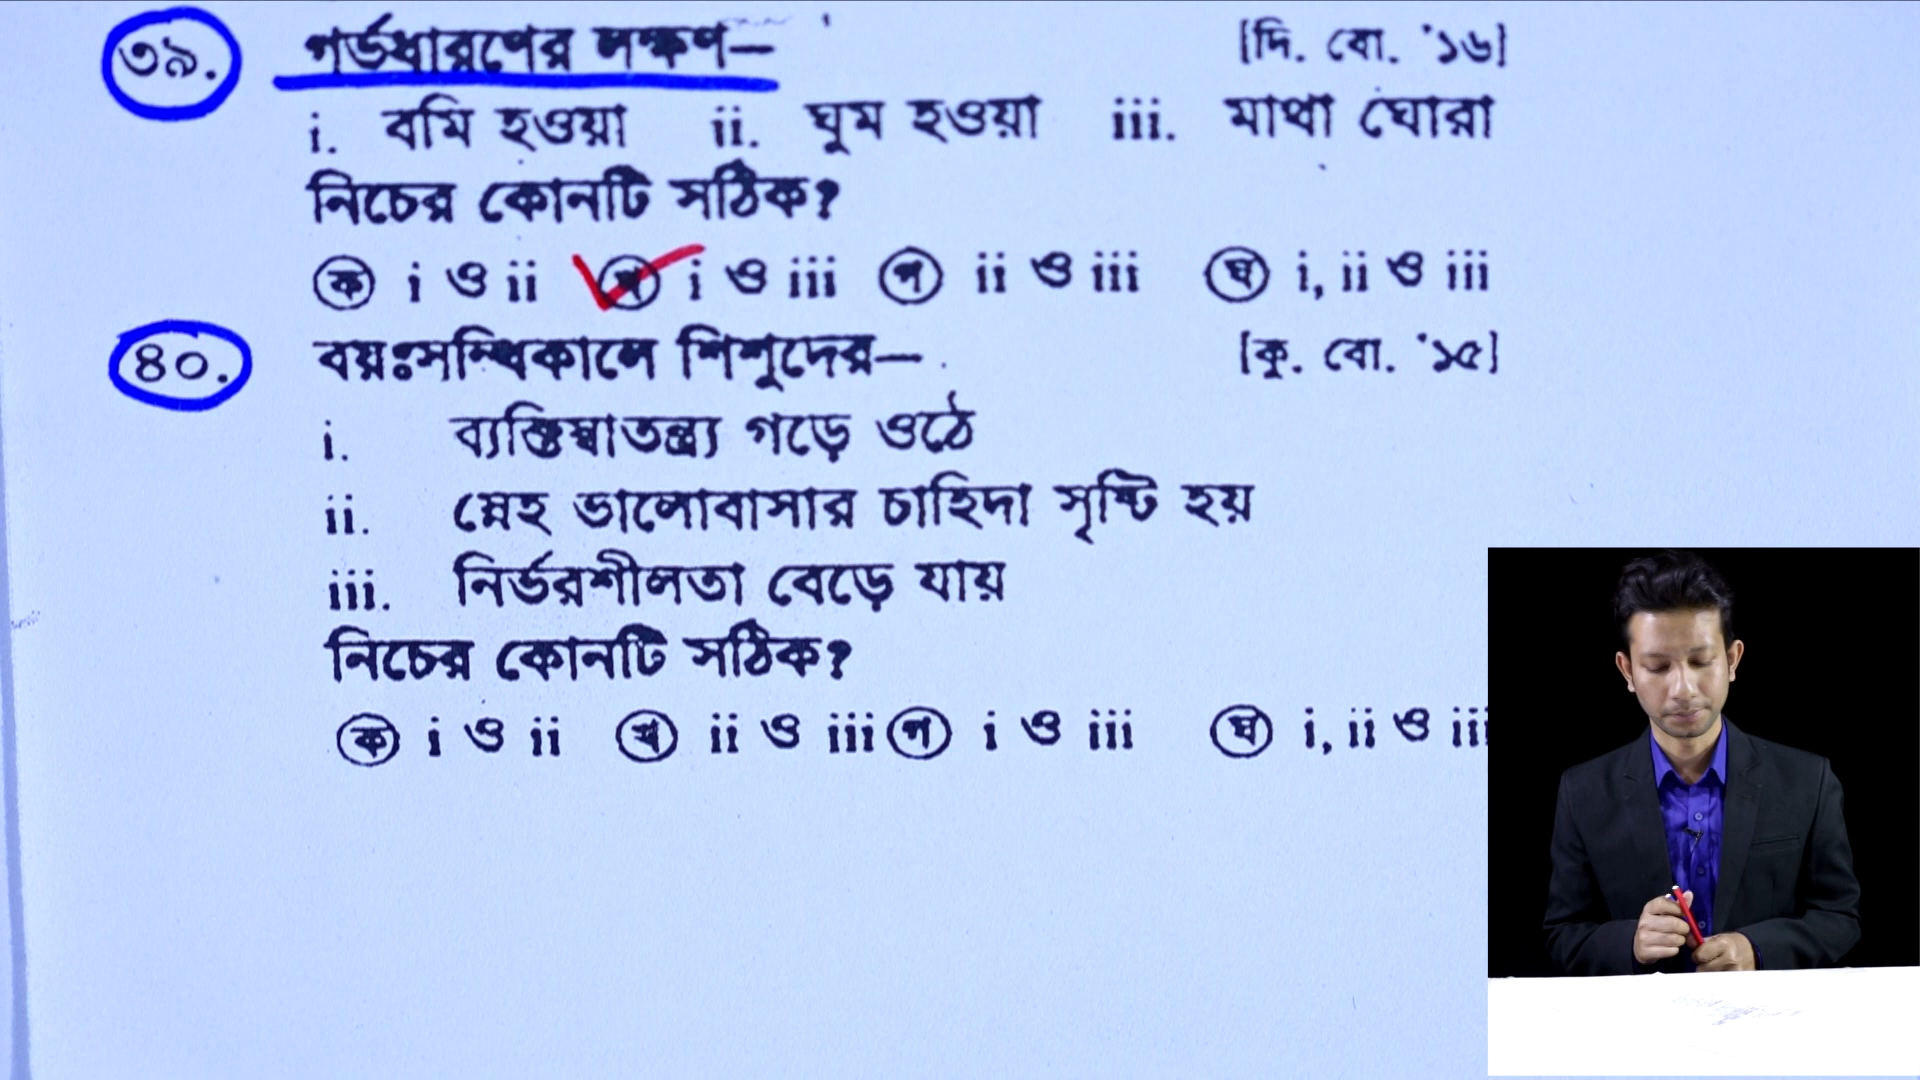 ৩৯. গর্ভধারণের লক্ষণ— [দি. বো. '১৬]
i. বমি হওয়া ii. ঘুম হওয়া iii. মাথা ঘোরা
নিচের কোনটি সঠিক?
ক i ও ii খ i ও iii গ ii ও iii ঘ i, ii ও iii
৪০. বয়ঃসন্ধিকালে শিশুদের— [কু. বো. '১৫]
i. ব্যক্তিস্বাতন্ত্র্য গড়ে ওঠে
ii. স্নেহ ভালোবাসার চাহিদা সৃষ্টি হয়
iii. নির্ভরশীলতা বেড়ে যায়
নিচের কোনটি সঠিক?
ক i ও ii খ ii ও iii গ i ও iii ঘ i, ii ও iii